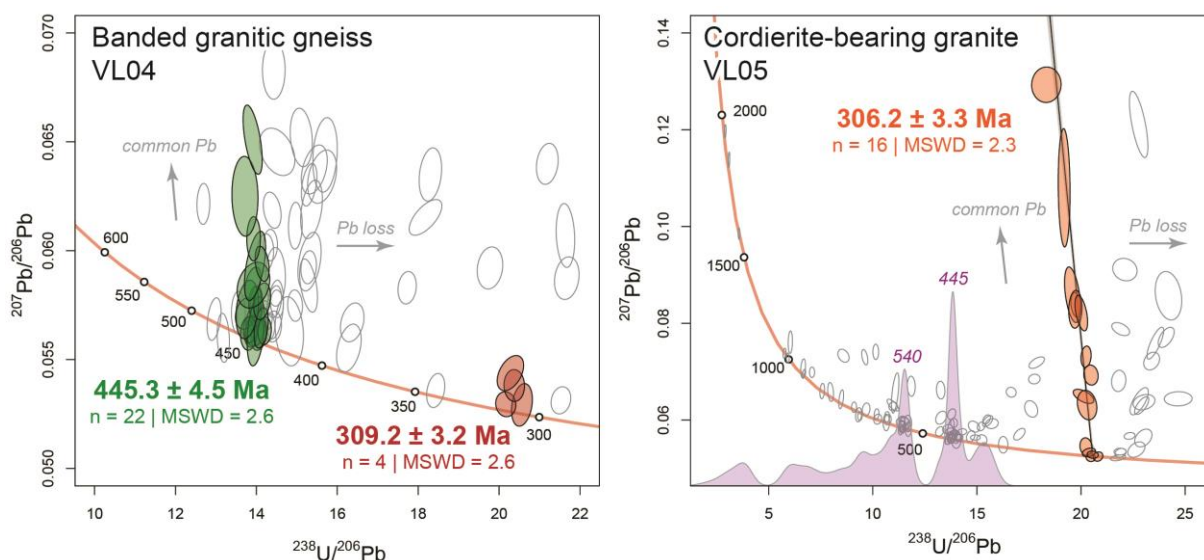 Banded granitic gneiss
VL04
common Pb
Pb loss
600
550
500
450
400
350
300
445.3 ± 4.5 Ma
n = 22 | MSWD = 2.6
309.2 ± 3.2 Ma
n = 4 | MSWD = 2.6
0.070
0.065
0.060
0.055
0.050
207Pb/206Pb
10 12 14 16 18 20 22
238U/206Pb
Cordierite-bearing granite
VL05
2000
306.2 ± 3.3 Ma
n = 16 | MSWD = 2.3
common Pb
Pb loss
1500
445
540
1000
500
0.14
0.12
0.10
0.08
0.06
207Pb/206Pb
5 10 15 20 25
238U/206Pb